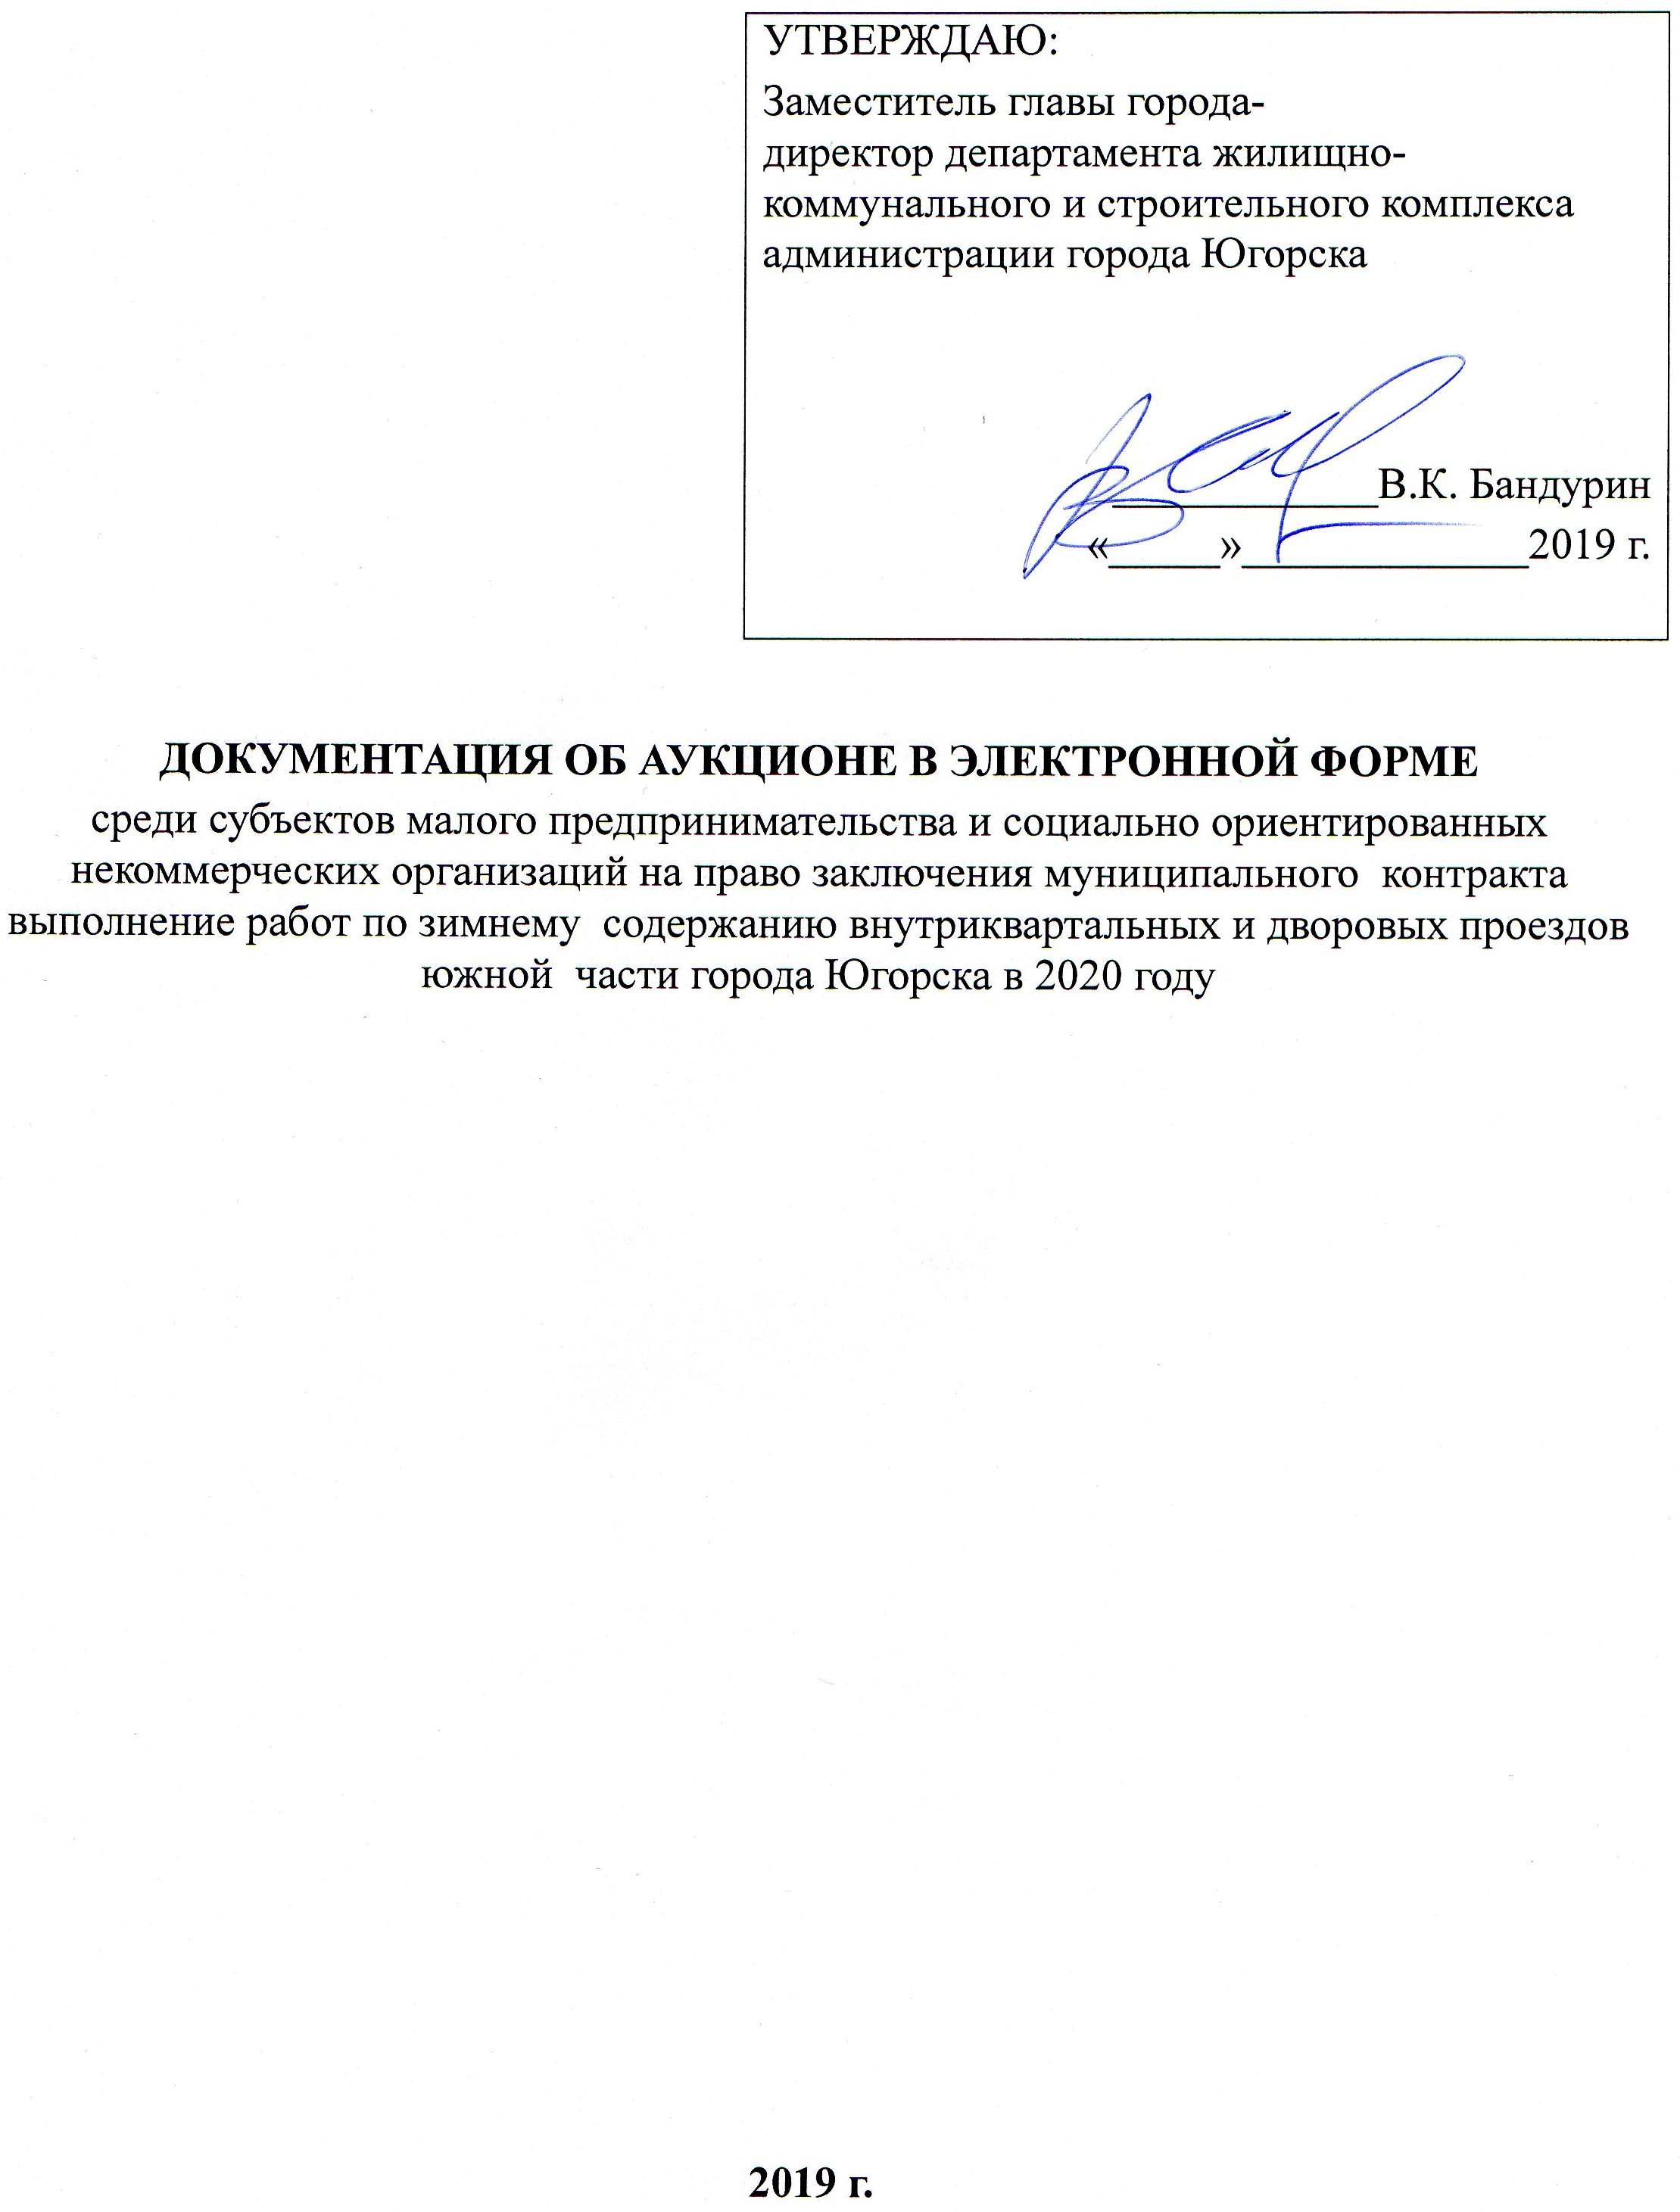 УТВЕРЖДАЮ:
Заместитель главы города-
директор департамента жилищно-
коммунального и строительного комплекса
администрации города Югорска
____________В.К. Бандурин
«_____»_____________2019 г.
ДОКУМЕНТАЦИЯ ОБ АУКЦИОНЕ В ЭЛЕКТРОННОЙ ФОРМЕ
среди субъектов малого предпринимательства и социально ориентированных
некоммерческих организаций на право заключения муниципального  контракта
выполнение работ по зимнему  содержанию внутриквартальных и дворовых проездов
южной  части города Югорска в 2020 году
2019 г.